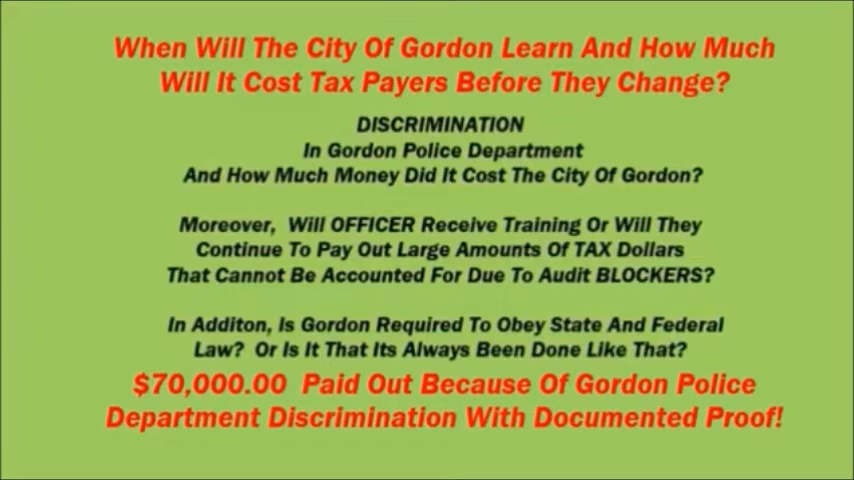 When Will The City Of Gordon Learn And How Much
Will It Cost Tax Payers Before They Change?
DISCRIMINATION
In Gordon Police Department
And How Much Money Did It Cost The City Of Gordon?
Moreover, Will OFFICER Receive Training Or Will They
Continue To Pay Out Large Amounts Of TAX Dollars
That Cannot Be Accounted For Due To Audit BLOCKERS?
In Additon, Is Gordon Required To Obey State And Federal
Law? Or Is It That Its Always Been Done Like That?
$70,000.00 Paid Out Because Of Gordon Police
Department Discrimination With Documented Proof!